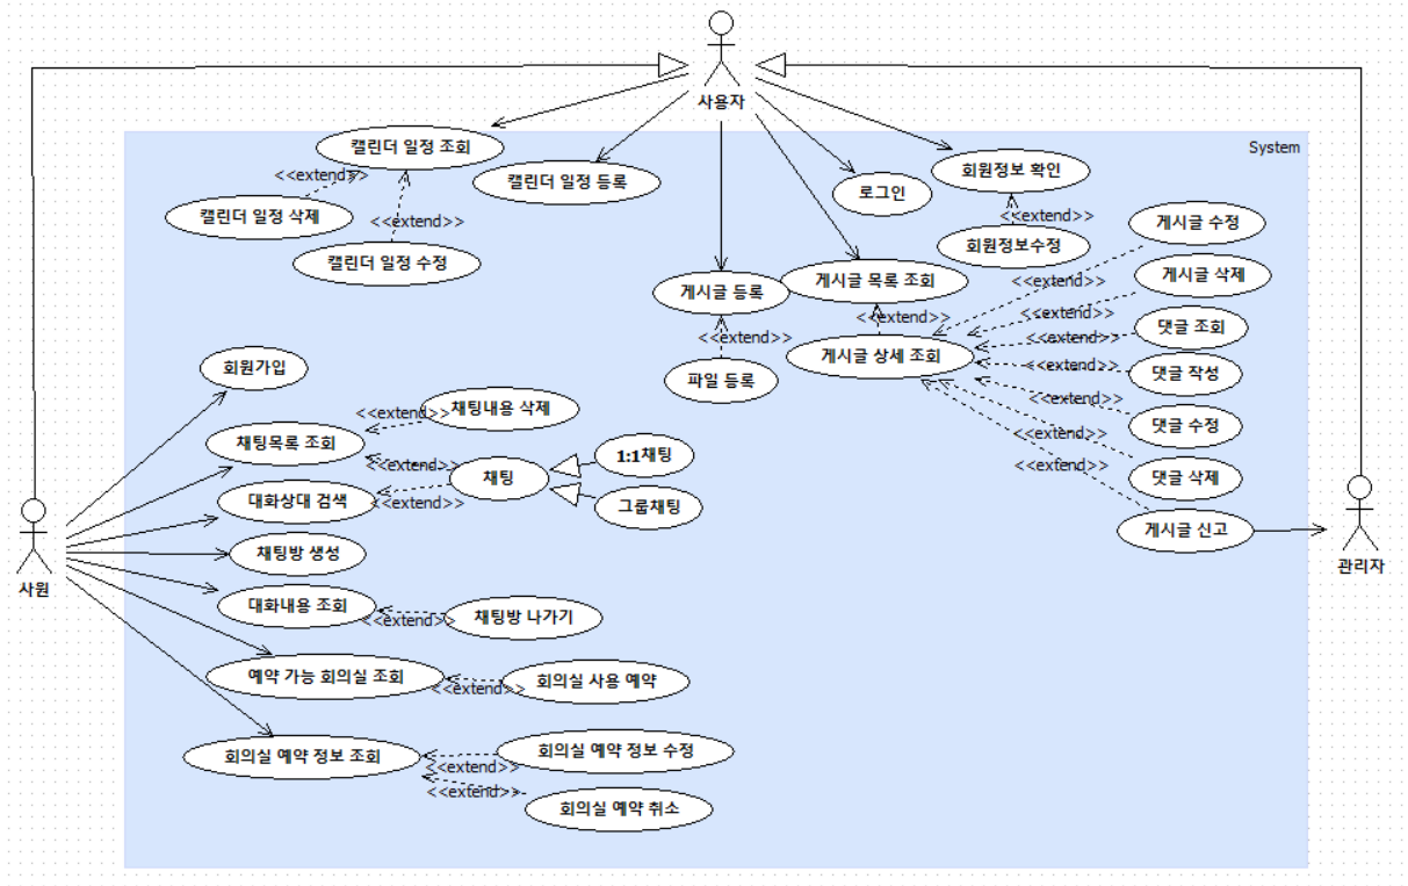 사용자
System
캘린더 일정 조회
<<extend>>
캘린더 일정 삭제
<<extend>>
캘린더 일정 수정
캘린더 일정 등록
로그인
회원정보 확인
<<extend>>
회원정보수정
게시글 등록
<<extend>>
파일 등록
게시글 목록 조회
<<extend>>
게시글 상세 조회
<<extend>>
게시글 수정
<<extend>>
게시글 삭제
<<extend>>
댓글 조회
<<extend>>
댓글 작성
<<extend>>
댓글 수정
<<extend>>
댓글 삭제
<<extend>>
게시글 신고
관리자
사원
회원가입
채팅목록 조회
<<extend>>
채팅내용 삭제
<<extend>>
채팅
1:1채팅
그룹채팅
대화상대 검색
<<extend>>
채팅방 생성
대화내용 조회
<<extend>>
채팅방 나가기
예약 가능 회의실 조회
<<extend>>
회의실 사용 예약
회의실 예약 정보 조회
<<extend>>
회의실 예약 정보 수정
<<extend>>
회의실 예약 취소